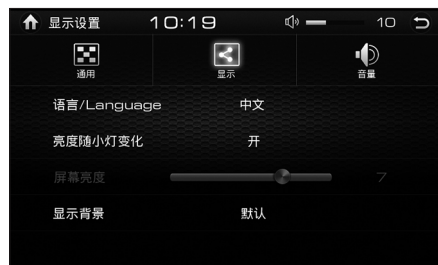 显示设置 10:19 10
通用 显示 音量
语言/Language 中文
亮度随小灯变化 开
屏幕亮度 7
显示背景 默认